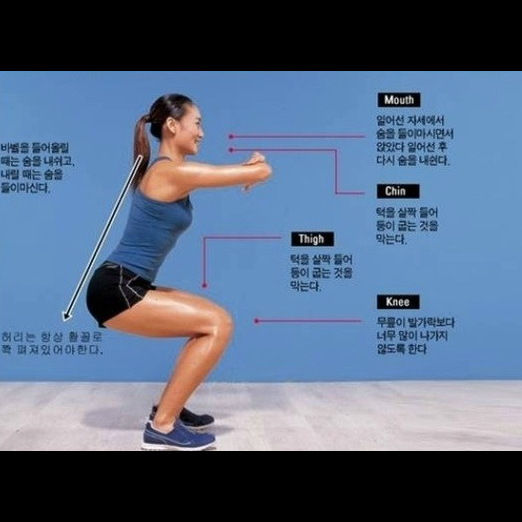 Mouth
일어선 자세에서
숨을 들이마시면서
앉았다 일어선 후
다시 숨을 내쉰다.
바벨을 들어올릴
때는 숨을 내쉬고,
내릴 때는 숨을
들이마신다.
Chin
턱을 살짝 들어
등이 굽는 것을
막는다.
Thigh
턱을 살짝 들어
등이 굽는 것을
막는다.
Knee
무릎이 발가락보다
너무 많이 나가지
않도록 한다
허리는 항상 활꼴로
쫙 펴져있어야한다.